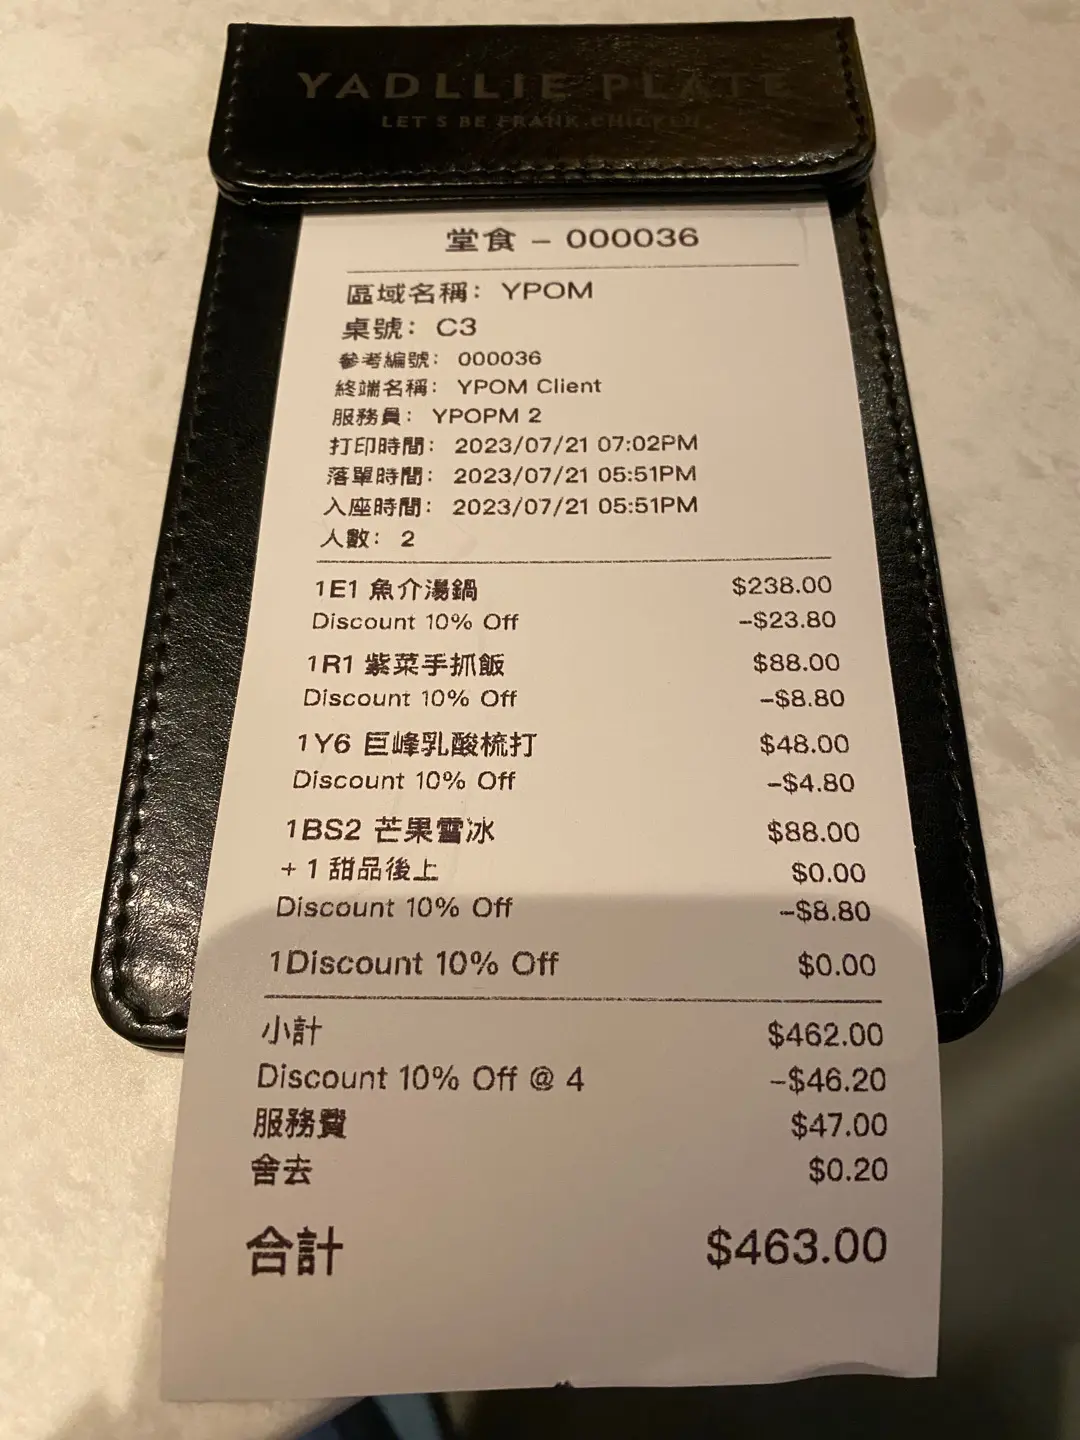 YADLLIE PLATE
LET'S BE FRANK.CHICKEN
堂食 – 000036
區域名稱： YPOM
桌號： C3
參考編號： 000036
終端名稱： YPOM Client
服務員： YPOPM 2
打印時間： 2023/07/21 07:02PM
落單時間： 2023/07/21 05:51PM
入座時間： 2023/07/21 05:51PM
人數： 2
1E1 魚介湯鍋 $238.00
Discount 10% Off –$23.80
1R1 紫菜手抓飯 $88.00
Discount 10% Off –$8.80
1Y6 巨峰乳酸梳打 $48.00
Discount 10% Off –$4.80
1BS2 芒果雪冰 $88.00
+ 1 甜品後上 $0.00
Discount 10% Off –$8.80
1Discount 10% Off $0.00
小計 $462.00
Discount 10% Off @ 4 –$46.20
服務費 $47.00
舍去 $0.20
合計 $463.00